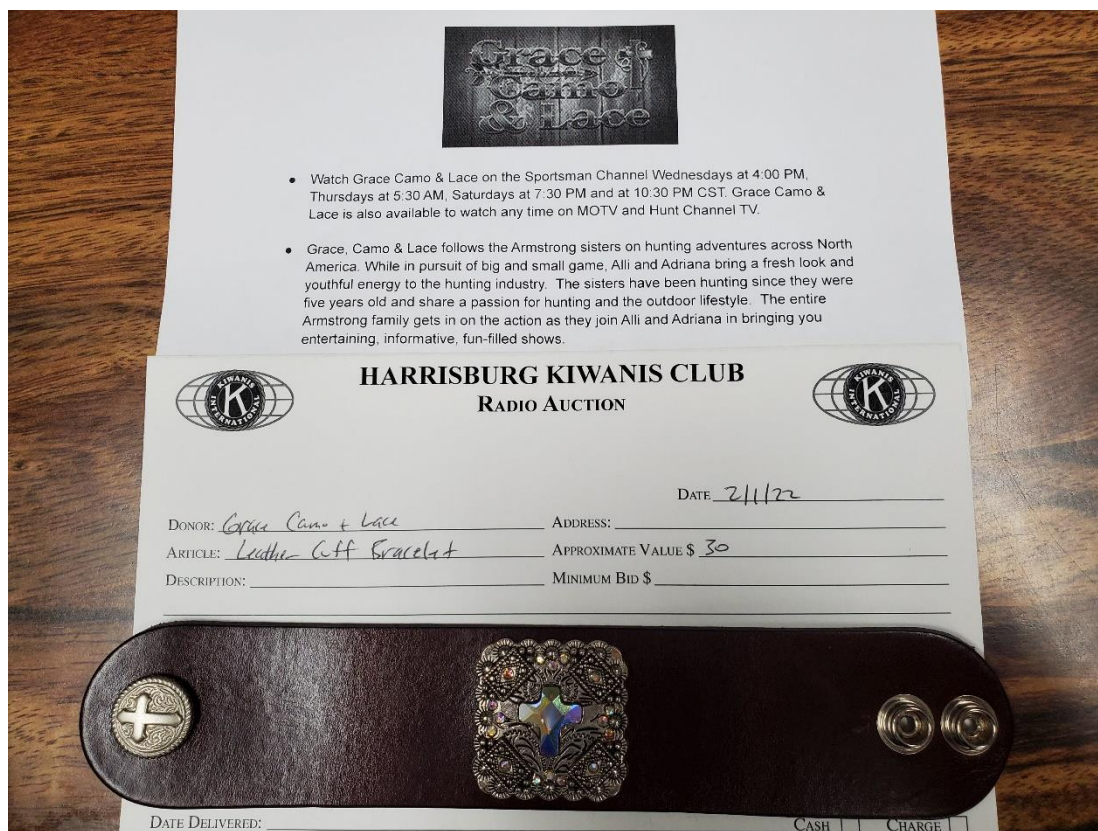 Grace
Camo
& Lace
• Watch Grace Camo & Lace on the Sportsman Channel Wednesdays at 4:00 PM,
Thursdays at 5:30 AM, Saturdays at 7:30 PM and at 10:30 PM CST. Grace Camo &
Lace is also available to watch any time on MOTV and Hunt Channel TV.
• Grace, Camo & Lace follows the Armstrong sisters on hunting adventures across North
America. While in pursuit of big and small game, Alli and Adriana bring a fresh look and
youthful energy to the hunting industry. The sisters have been hunting since they were
five years old and share a passion for hunting and the outdoor lifestyle. The entire
Armstrong family gets in on the action as they join Alli and Adriana in bringing you
entertaining, informative, fun-filled shows.
KIWANIS K INTERNATIONAL
HARRISBURG KIWANIS CLUB
RADIO AUCTION
KIWANIS K INTERNATIONAL
DATE 2/1/22
DONOR: Grace Camo + Lace ADDRESS:
ARTICLE: Leather Cuff Bracelet APPROXIMATE VALUE $ 30
DESCRIPTION: MINIMUM BID $
DATE DELIVERED: CASH CHARGE